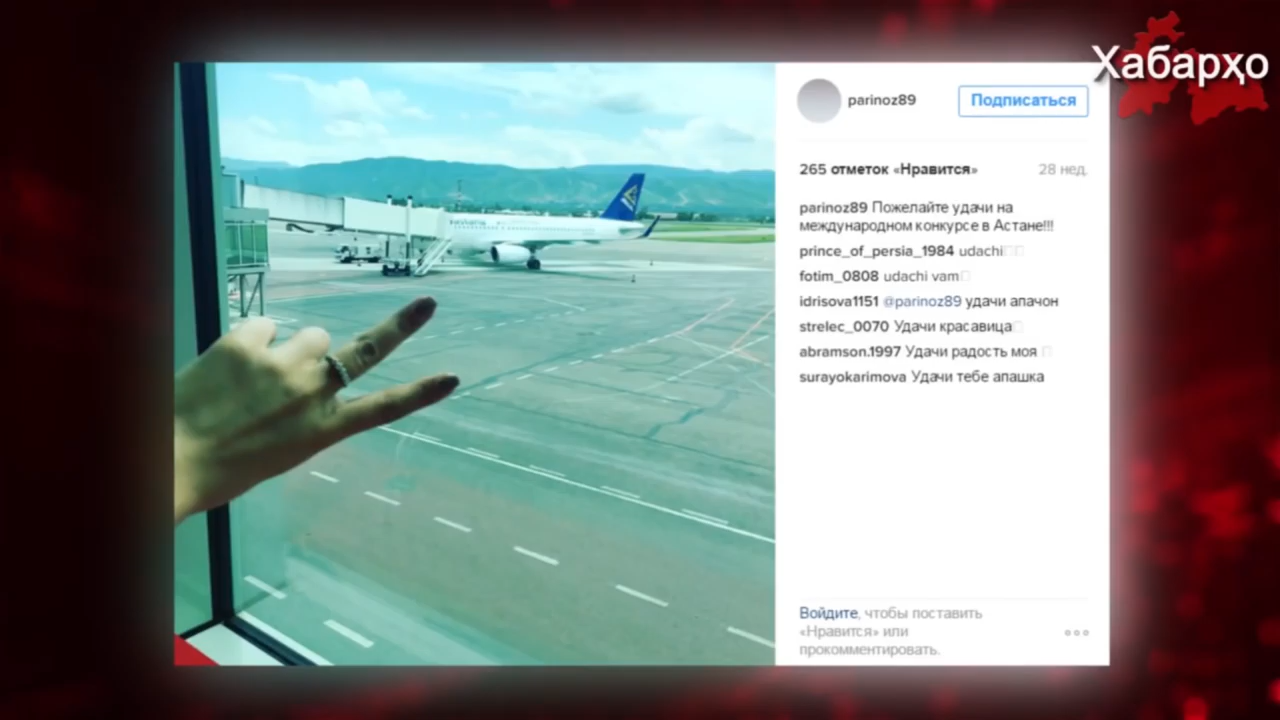 Хабарҳо
parinoz89
Подписаться
265 отметок «Нравится»
28 нед.
parinoz89 Пожелайте удачи на
международном конкурсе в Астане!!!
prince_of_persia_1984 udachi
fotim_0808 udachi vam
idrisova1151 @parinoz89 удачи апачон
strelec_0070 Удачи красавица
abramson.1997 Удачи радость моя
surayokarimova Удачи тебе апашка
Войдите, чтобы поставить
«Нравится» или
прокомментировать.